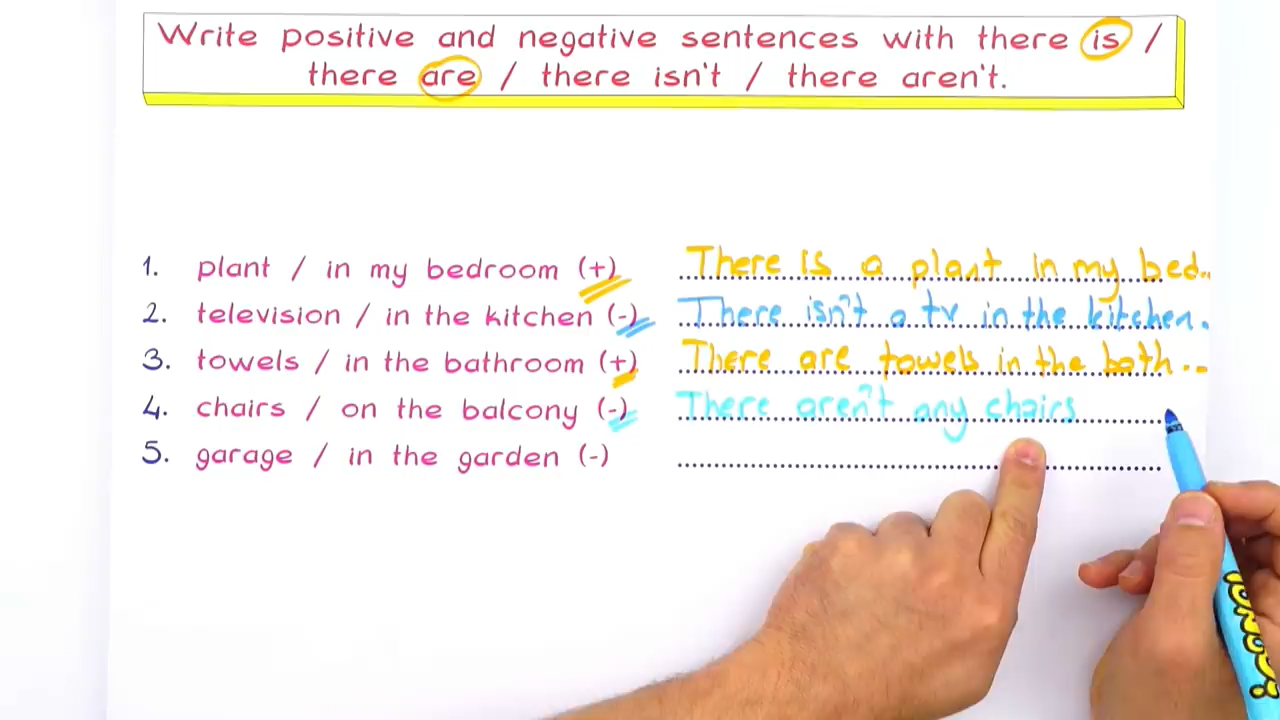 Write positive and negative sentences with there is /
there are / there isn't / there aren't.
1. plant / in my bedroom (+) There is a plant in my bed..
2. television / in the kitchen (-) There isn't a tv in the kitchen.
3. towels / in the bathroom (+) There are towels in the bath...
4. chairs / on the balcony (-) There aren't any chairs
5. garage / in the garden (-)